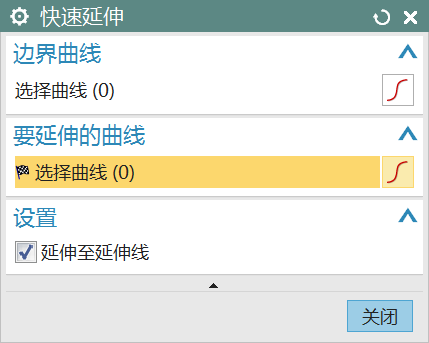 快速延伸
边界曲线
选择曲线 (0)
要延伸的曲线
选择曲线 (0)
设置
延伸至延伸线
关闭